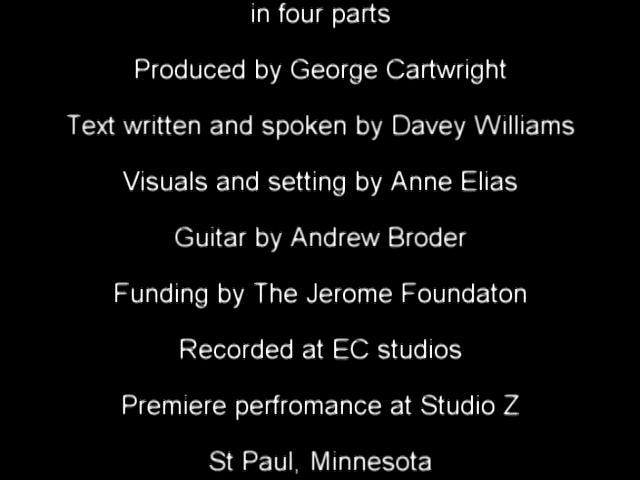 in four parts
Produced by George Cartwright
Text written and spoken by Davey Williams
Visuals and setting by Anne Elias
Guitar by Andrew Broder
Funding by The Jerome Foundaton
Recorded at EC studios
Premiere perfromance at Studio Z
St Paul, Minnesota